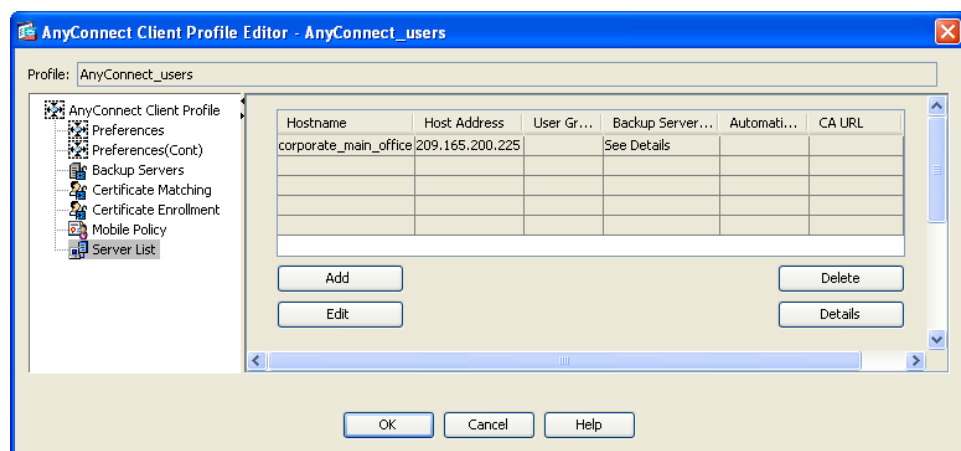 AnyConnect Client Profile Editor - AnyConnect_users
Profile: AnyConnect_users
AnyConnect Client Profile
Preferences
Preferences(Cont)
Backup Servers
Certificate Matching
Certificate Enrollment
Mobile Policy
Server List
Hostname Host Address User Gr... Backup Server... Automati... CA URL
corporate_main_office 209.165.200.225 See Details
Add Delete
Edit Details
OK Cancel Help